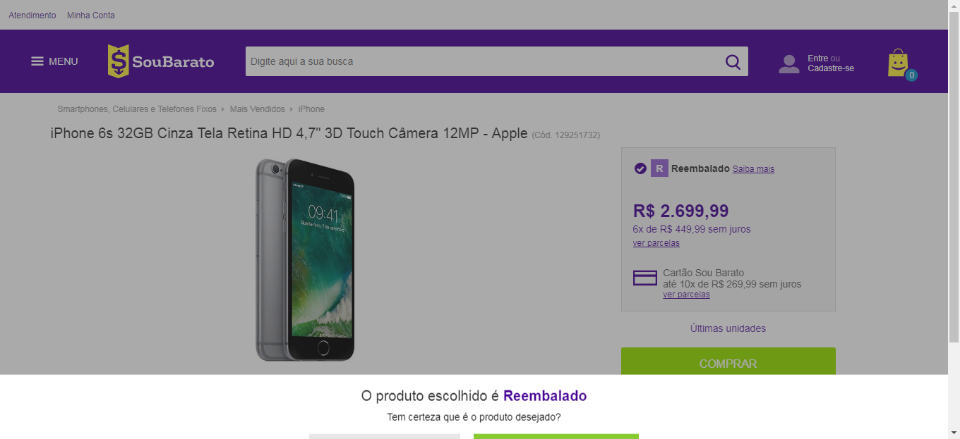 Atendimento Minha Conta
MENU
SouBarato
Digite aqui a sua busca
Entre ou
Cadastre-se
0
Smartphones, Celulares e Telefones Fixos Mais Vendidos iPhone
iPhone 6s 32GB Cinza Tela Retina HD 4,7" 3D Touch Câmera 12MP - Apple (Cód. 129251732)
R Reembalado Saiba mais
09:41
R$ 2.699,99
6x de R$ 449,99 sem juros
ver parcelas
Cartão Sou Barato
até 10x de R$ 269,99 sem juros
ver parcelas
Últimas unidades
COMPRAR
O produto escolhido é Reembalado
Tem certeza que é o produto desejado?